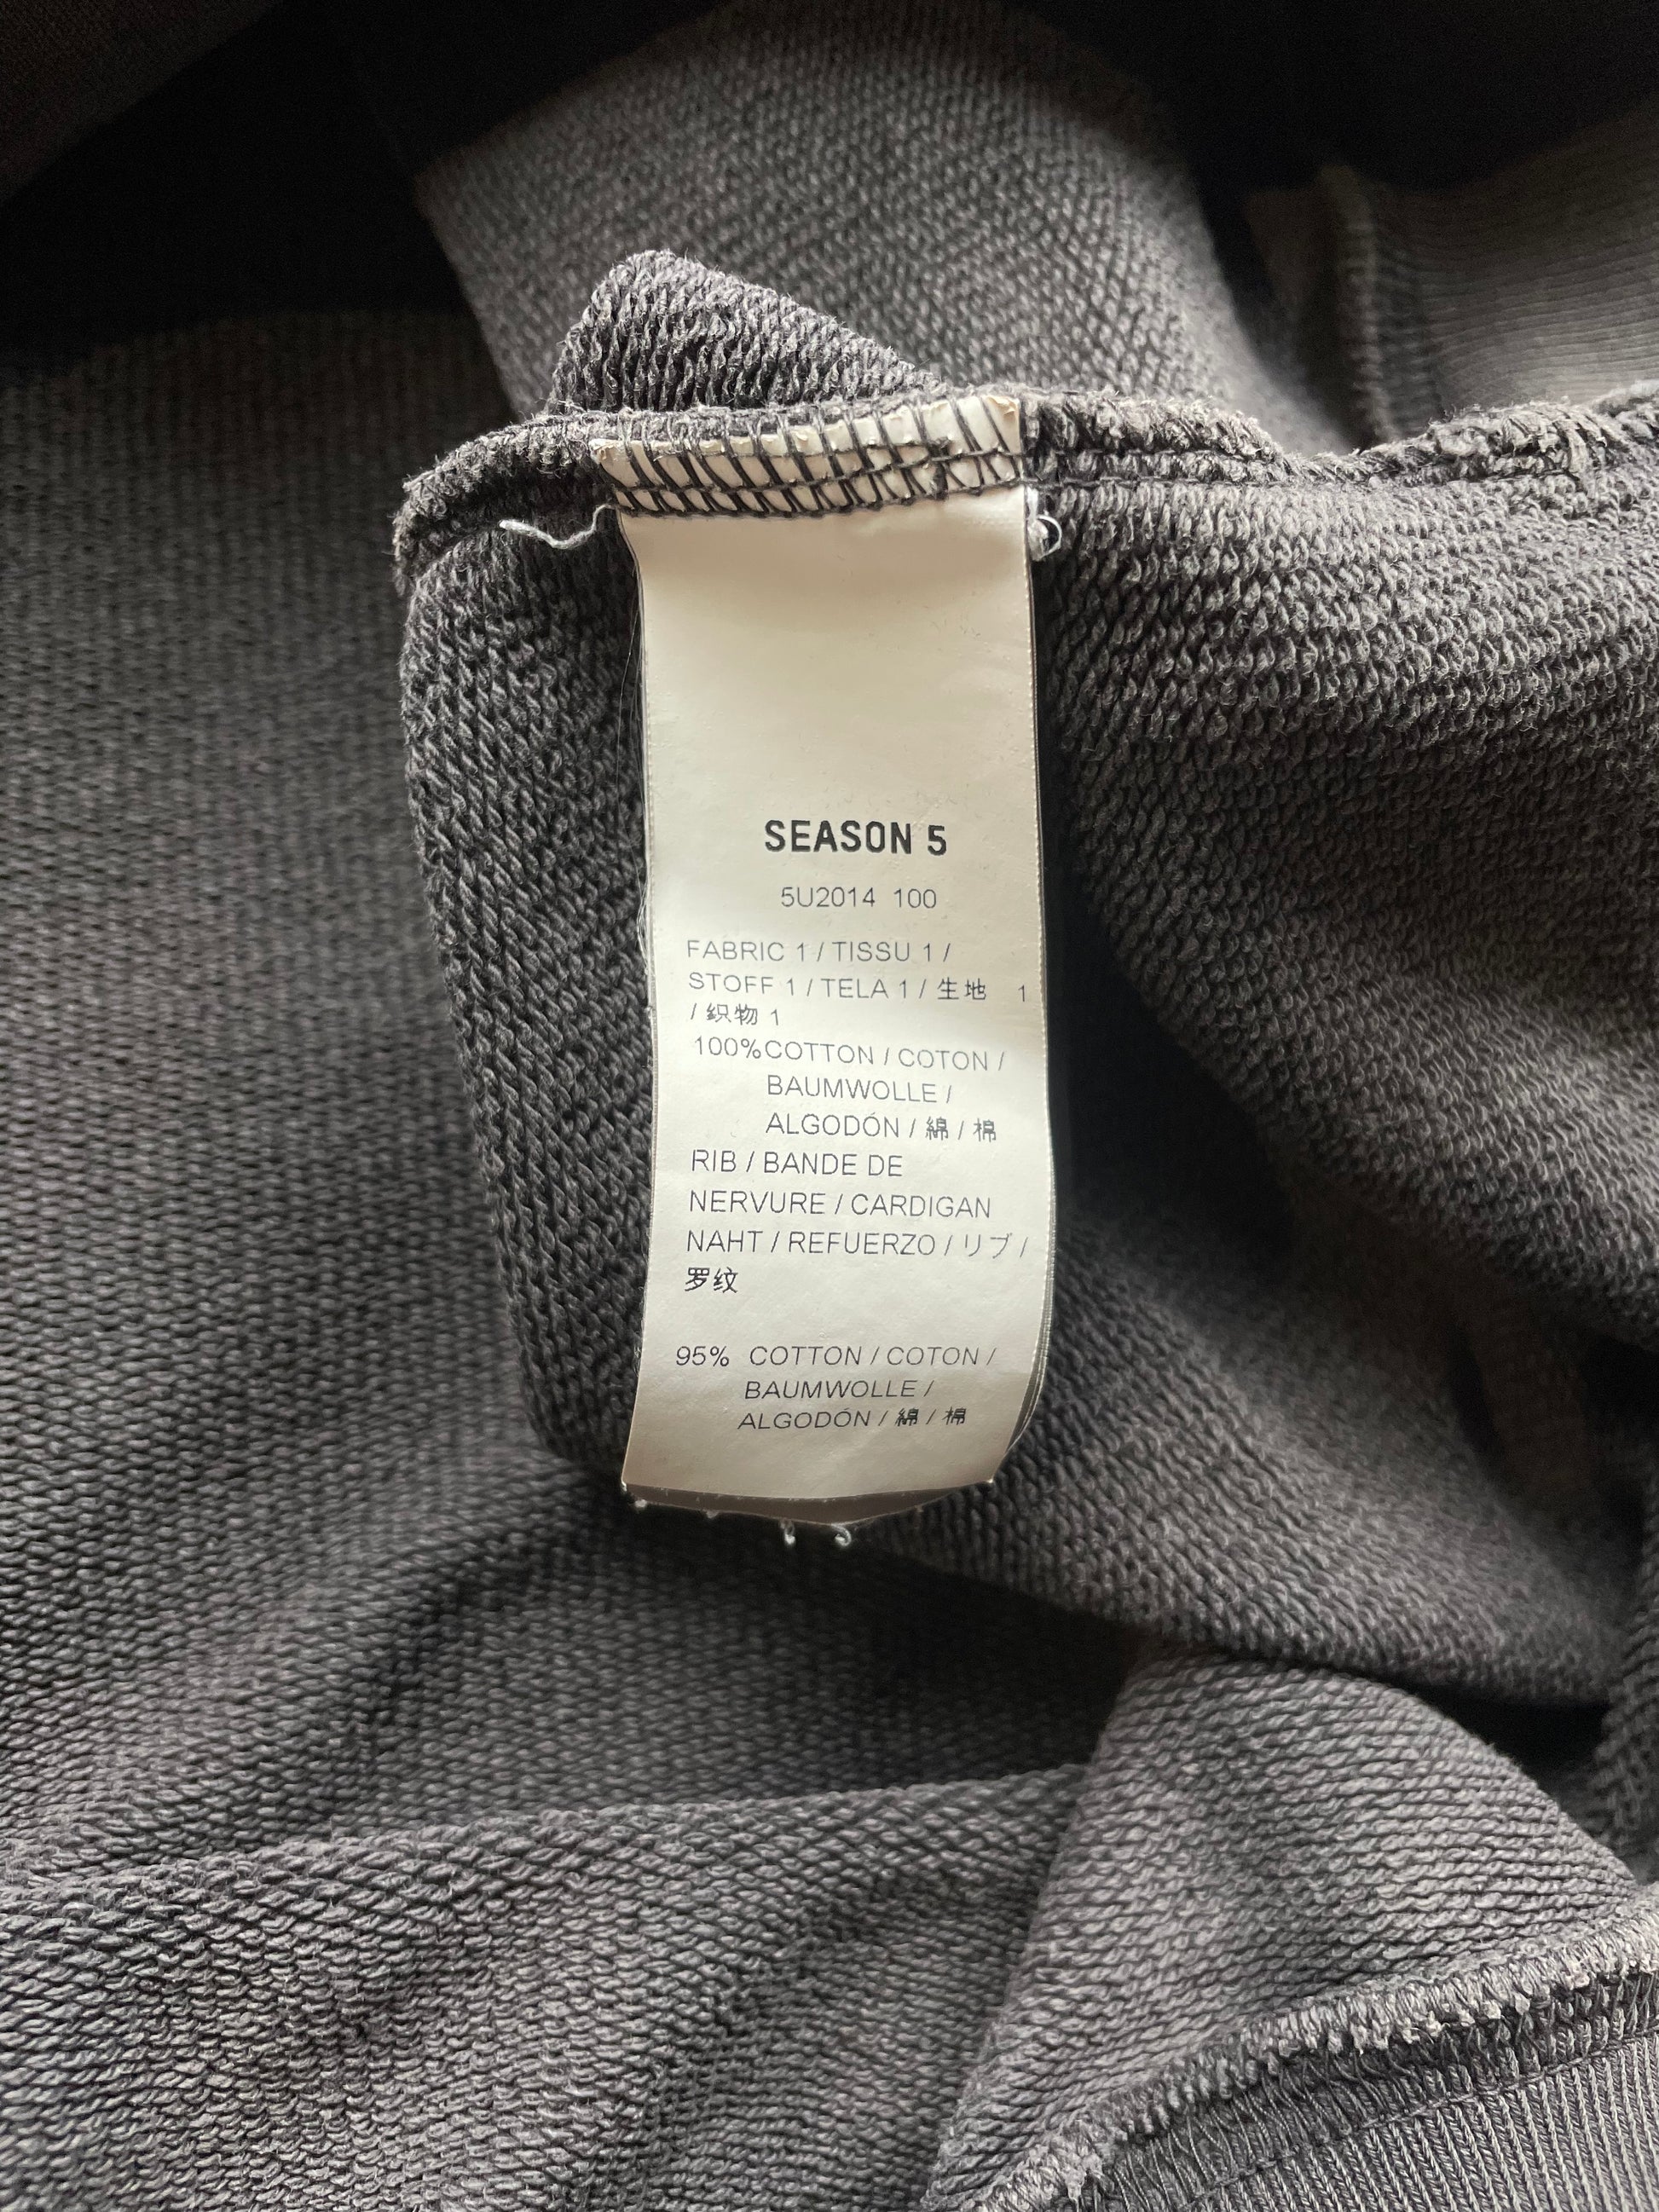 SEASON 5
5U2014 100
FABRIC 1 / TISSU 1 /
STOFF 1 / TELA 1 / 生地 1
/ 织物 1
100%COTTON / COTON /
BAUMWOLLE /
ALGODÓN / 綿 / 棉
RIB / BANDE DE
NERVURE / CARDIGAN
NAHT / REFUERZO / リブ /
罗纹
95% COTTON / COTON /
BAUMWOLLE /
ALGODÓN / 綿 / 棉